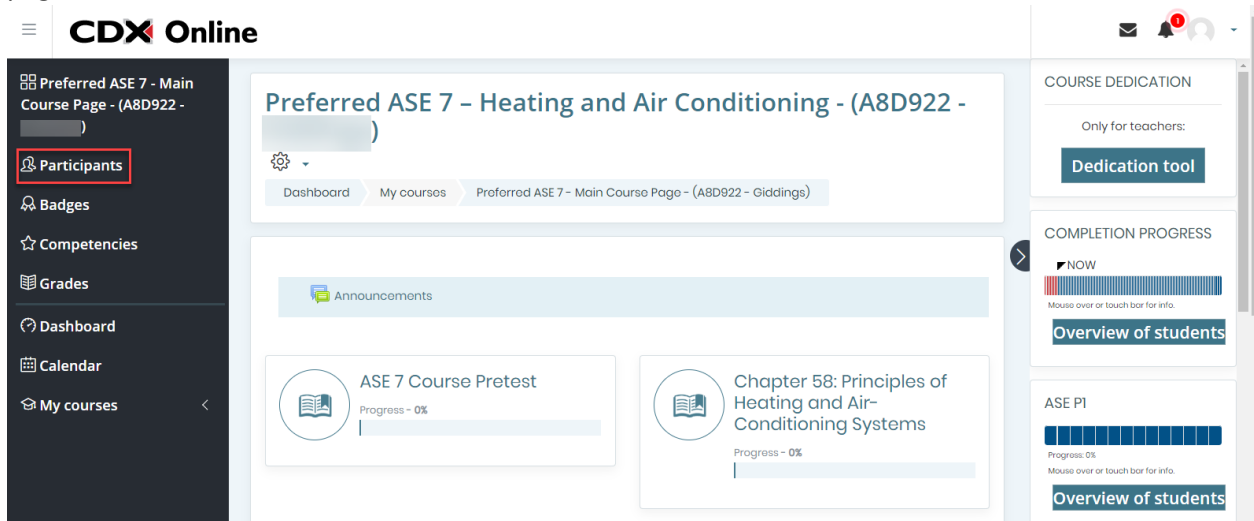 CDX Online
1
Preferred ASE 7 - Main
Course Page - (A8D922 -
)
Participants
Badges
Competencies
Grades
Dashboard
Calendar
My courses
Preferred ASE 7 – Heating and Air Conditioning - (A8D922 -
)
Dashboard My courses Preferred ASE 7 - Main Course Page - (A8D922 - Giddings)
Announcements
ASE 7 Course Pretest
Progress - 0%
Chapter 58: Principles of
Heating and Air-
Conditioning Systems
Progress - 0%
COURSE DEDICATION
Only for teachers:
Dedication tool
COMPLETION PROGRESS
NOW
Mouse over or touch bar for info.
Overview of students
ASE P1
Progress: 0%
Mouse over or touch bar for info.
Overview of students